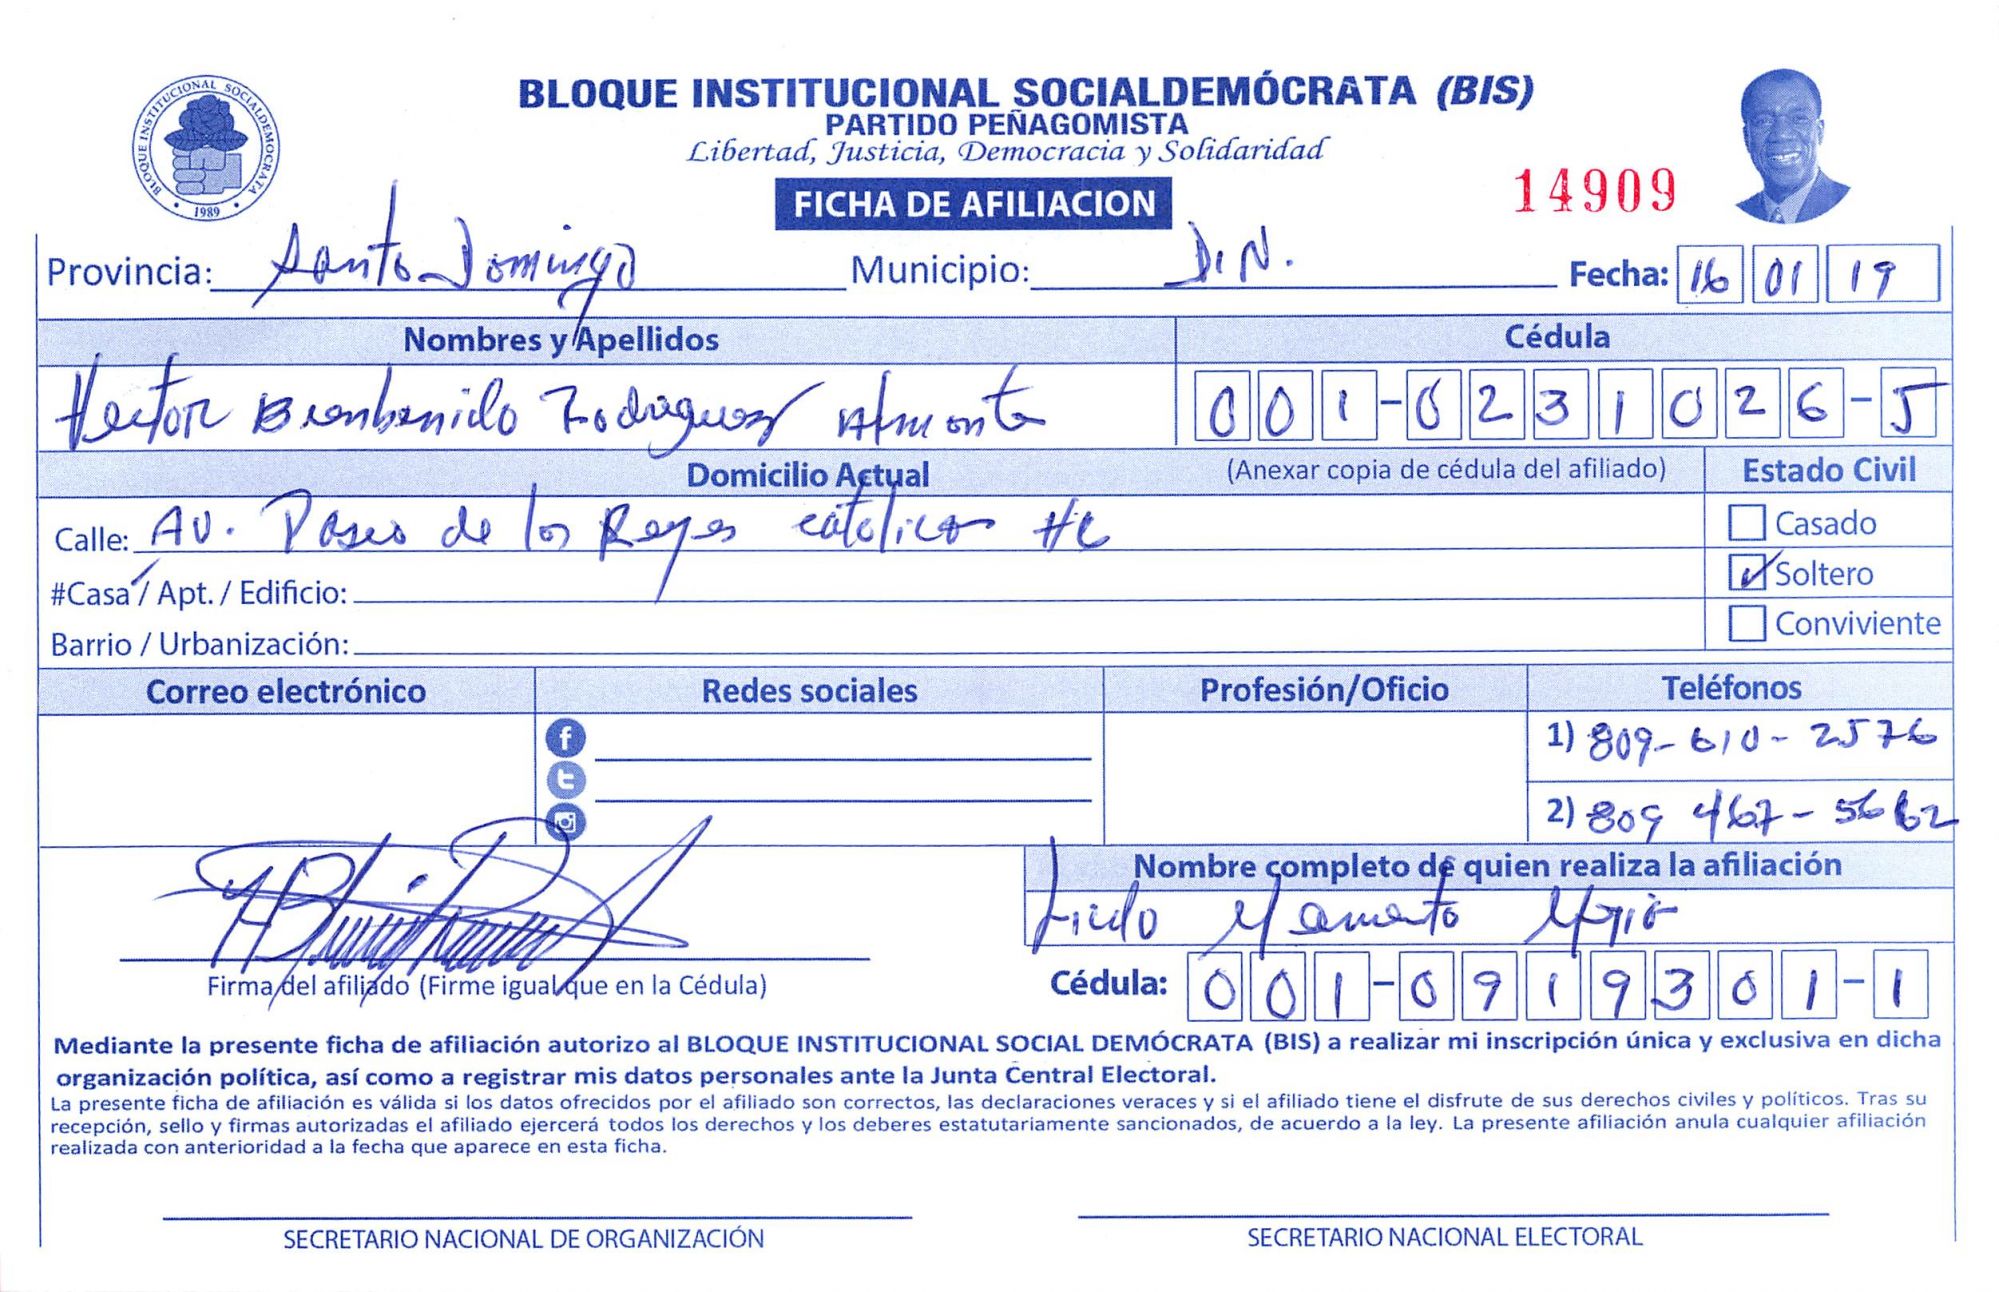 BLOQUE INSTITUCIONAL SOCIALDEMÓCRATA (BIS)
PARTIDO PEÑAGOMISTA
Libertad, Justicia, Democracia y Solidaridad
BLOQUE INSTITUCIONAL SOCIALDEMOCRATA
1989
FICHA DE AFILIACION
14909
Provincia: Santo Domingo Municipio: D.N. Fecha: 16 01 19
Nombres y Apellidos Cédula
Hector Bienbenido Rodriguez Almonte 001-0231026-5
Domicilio Actual (Anexar copia de cédula del afiliado) Estado Civil
Calle: Av. Paseo de los Reyes catolicos Casado
#Casa / Apt. / Edificio: Soltero
Barrio / Urbanización: Conviviente
Correo electrónico Redes sociales Profesión/Oficio Teléfonos
1) 809-610-2576
2) 809 467-5662
Nombre completo de quien realiza la afiliación
Firma del afiliado (Firme igual que en la Cédula) Cédula: 001-0919301-1
Mediante la presente ficha de afiliación autorizo al BLOQUE INSTITUCIONAL SOCIAL DEMÓCRATA (BIS) a realizar mi inscripción única y exclusiva en dicha
organización política, así como a registrar mis datos personales ante la Junta Central Electoral.
La presente ficha de afiliación es válida si los datos ofrecidos por el afiliado son correctos, las declaraciones veraces y si el afiliado tiene el disfrute de sus derechos civiles y políticos. Tras su
recepción, sello y firmas autorizadas el afiliado ejercerá todos los derechos y los deberes estatutariamente sancionados, de acuerdo a la ley. La presente afiliación anula cualquier afiliación
realizada con anterioridad a la fecha que aparece en esta ficha.
SECRETARIO NACIONAL DE ORGANIZACIÓN SECRETARIO NACIONAL ELECTORAL